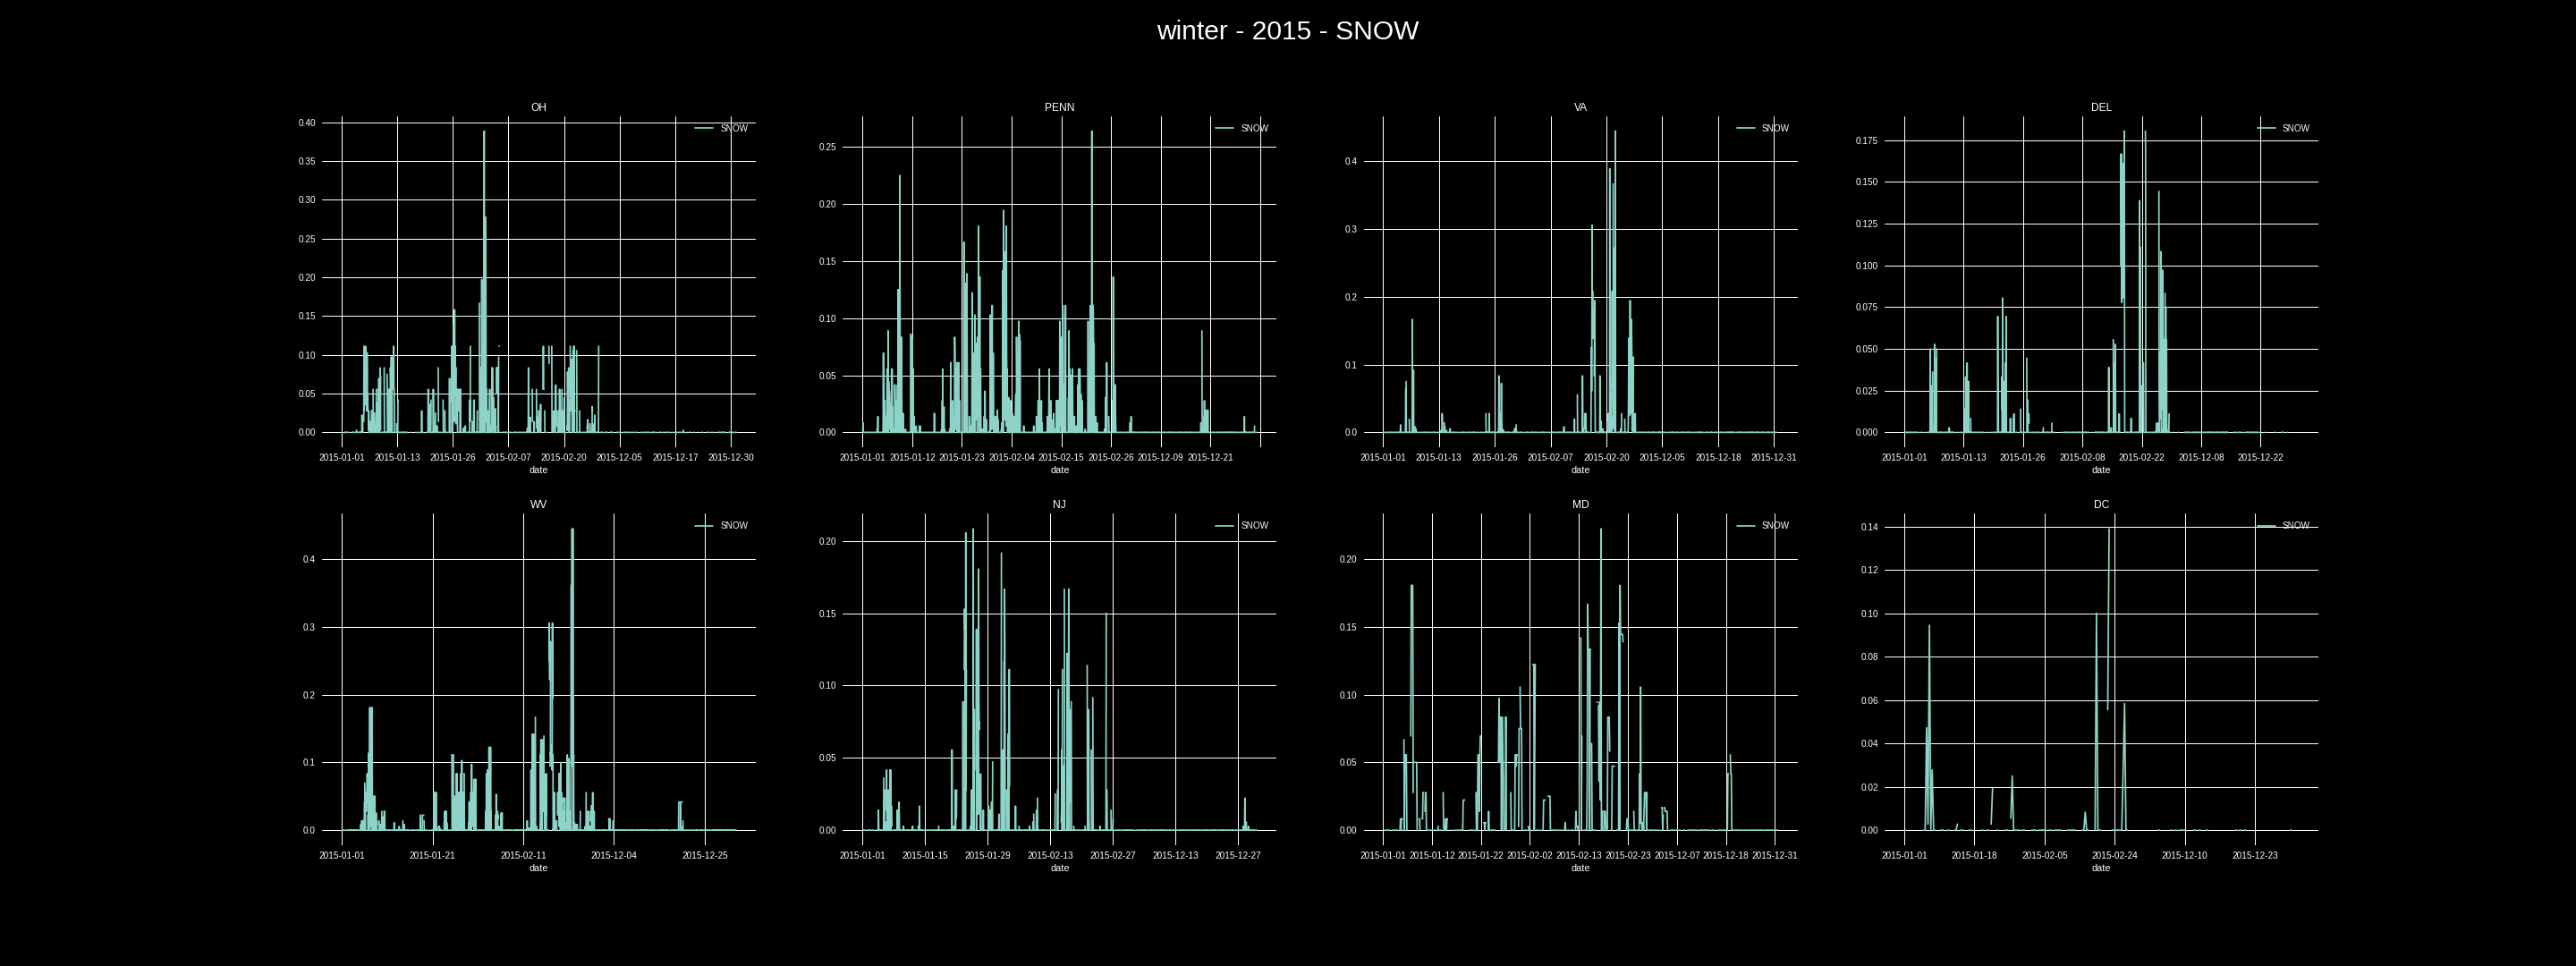 winter - 2015 - SNOW
OH
SNOW
0.40
0.35
0.30
0.25
0.20
0.15
0.10
0.05
0.00
2015-01-01 2015-01-13 2015-01-26 2015-02-07 2015-02-20 2015-12-05 2015-12-17 2015-12-30
date
PENN
SNOW
0.25
0.20
0.15
0.10
0.05
0.00
2015-01-01 2015-01-12 2015-01-23 2015-02-04 2015-02-15 2015-02-26 2015-12-09 2015-12-21
date
VA
SNOW
0.4
0.3
0.2
0.1
0.0
2015-01-01 2015-01-13 2015-01-26 2015-02-07 2015-02-20 2015-12-05 2015-12-18 2015-12-31
date
DEL
SNOW
0.175
0.150
0.125
0.100
0.075
0.050
0.025
0.000
2015-01-01 2015-01-13 2015-01-26 2015-02-08 2015-02-22 2015-12-08 2015-12-22
date
WV
SNOW
0.4
0.3
0.2
0.1
0.0
2015-01-01 2015-01-21 2015-02-11 2015-12-04 2015-12-25
date
NJ
SNOW
0.20
0.15
0.10
0.05
0.00
2015-01-01 2015-01-15 2015-01-29 2015-02-13 2015-02-27 2015-12-13 2015-12-27
date
MD
SNOW
0.20
0.15
0.10
0.05
0.00
2015-01-01 2015-01-12 2015-01-22 2015-02-02 2015-02-13 2015-02-23 2015-12-07 2015-12-18 2015-12-31
date
DC
SNOW
0.14
0.12
0.10
0.08
0.06
0.04
0.02
0.00
2015-01-01 2015-01-18 2015-02-05 2015-02-24 2015-12-10 2015-12-23
date